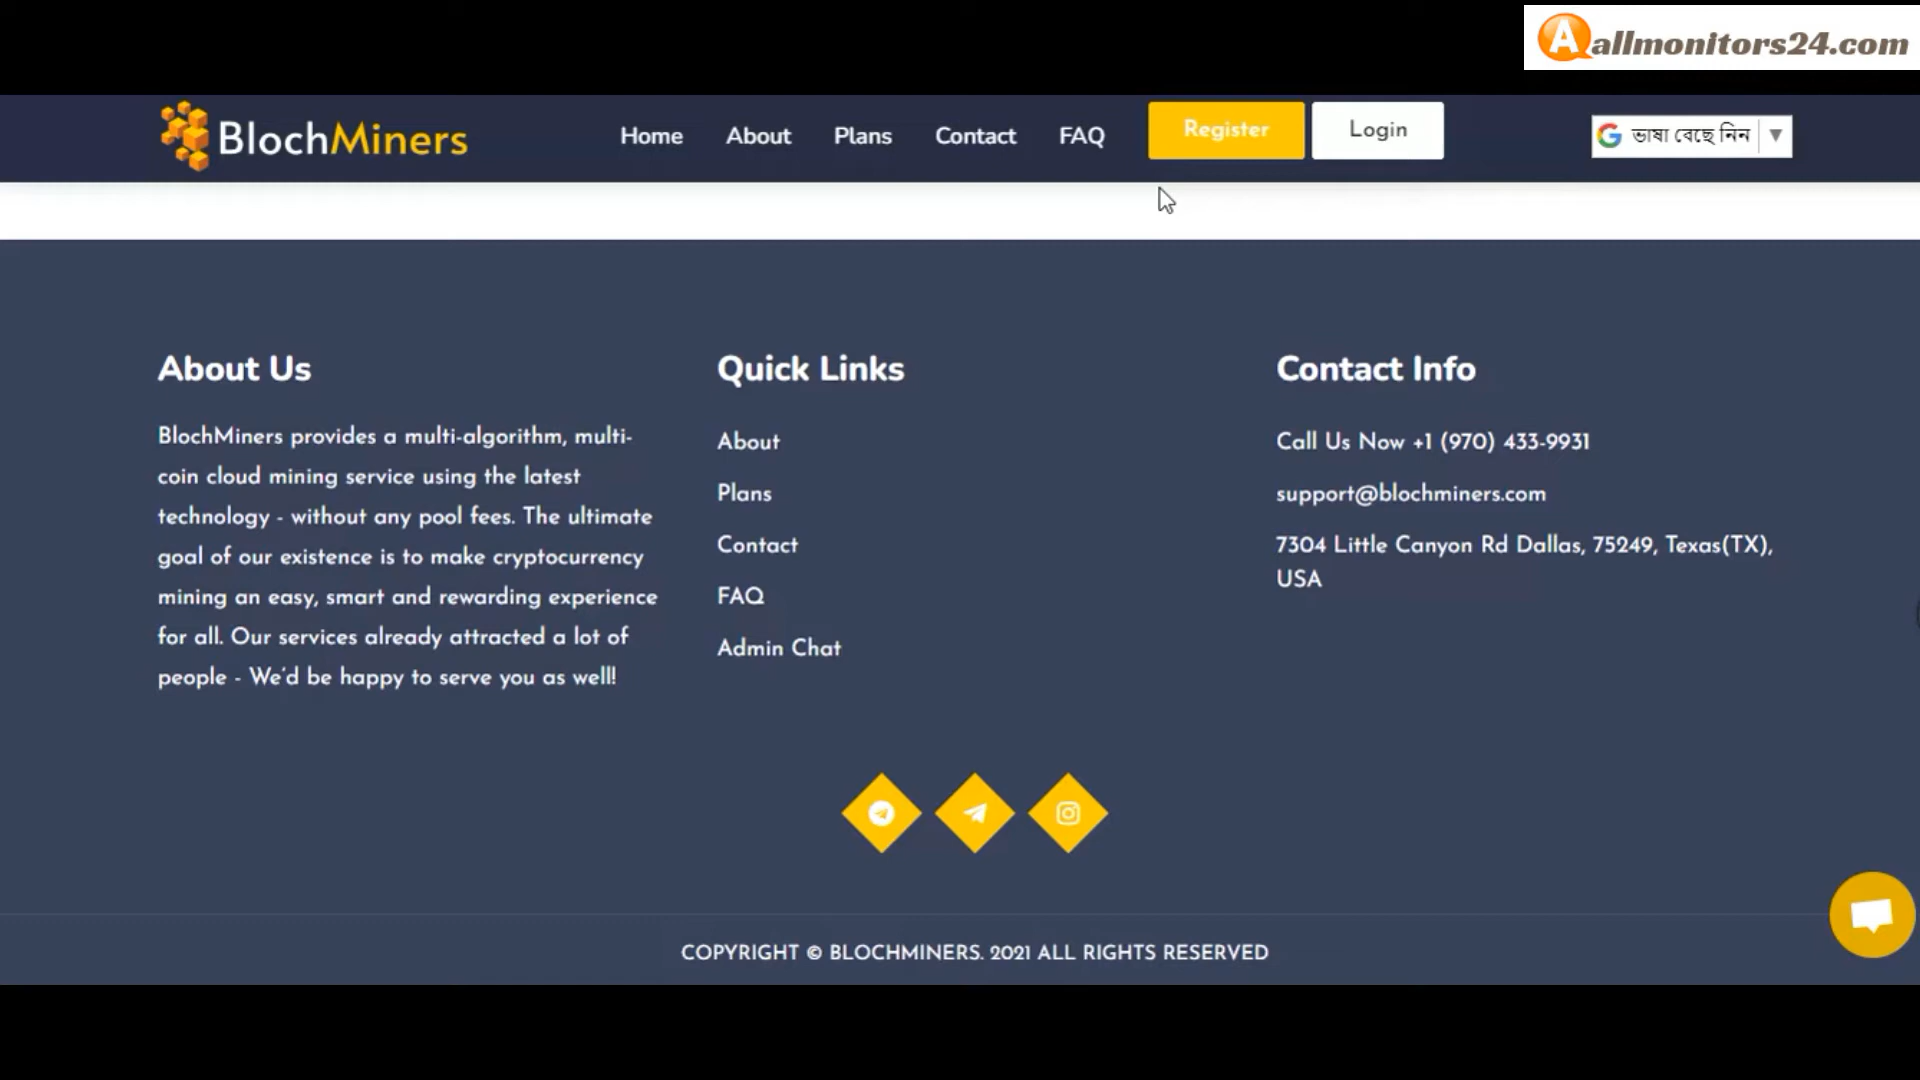 allmonitors24.com
BlochMiners
Home
About
Plans
Contact
FAQ
Register
Login
ভাষা বেছে নিন
About Us
BlochMiners provides a multi-algorithm, multi-
coin cloud mining service using the latest
technology - without any pool fees. The ultimate
goal of our existence is to make cryptocurrency
mining an easy, smart and rewarding experience
for all. Our services already attracted a lot of
people - We'd be happy to serve you as well!
Quick Links
About
Plans
Contact
FAQ
Admin Chat
Contact Info
Call Us Now +1 (970) 433-9931
support@blochminers.com
7304 Little Canyon Rd Dallas, 75249, Texas(TX),
USA
COPYRIGHT © BLOCHMINERS. 2021 ALL RIGHTS RESERVED